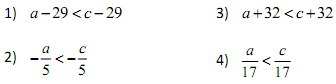 1) a − 29 < c − 29
3) a + 32 < c + 32
2) −a/5 < −c/5
4) a/17 < c/17